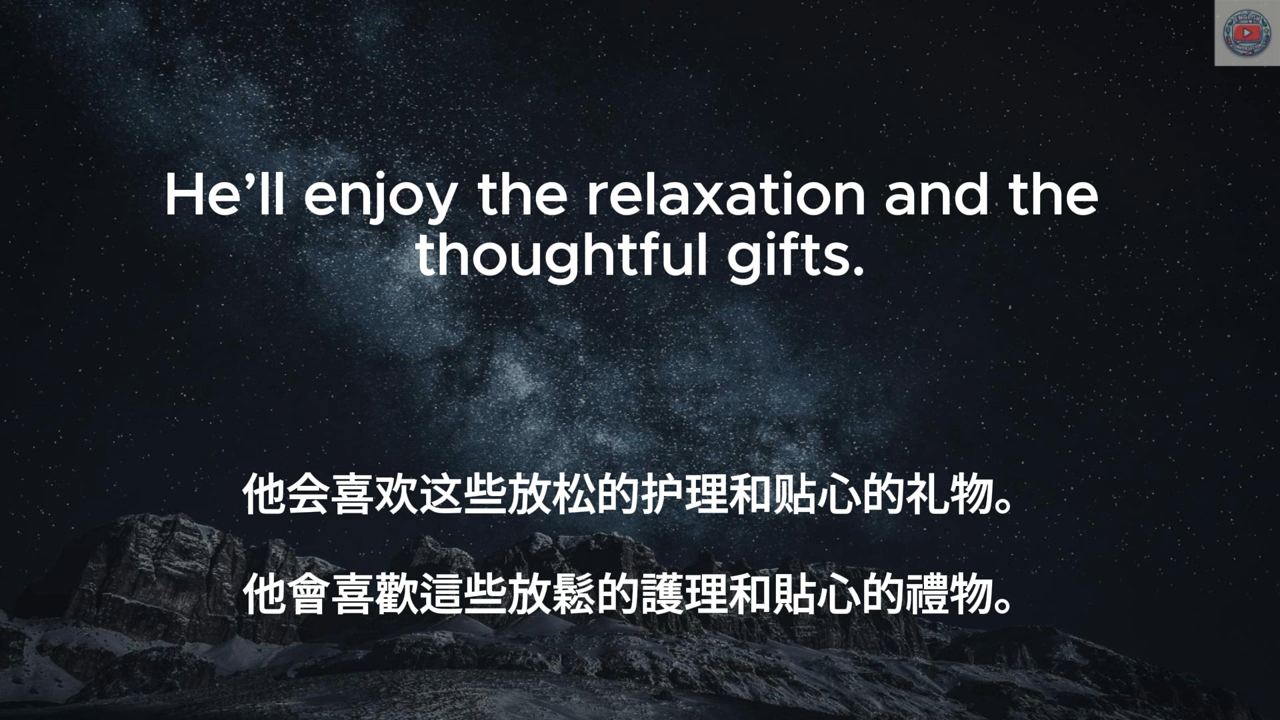 He’ll enjoy the relaxation and the
thoughtful gifts.
他会喜欢这些放松的护理和贴心的礼物。
他會喜歡這些放鬆的護理和貼心的禮物。